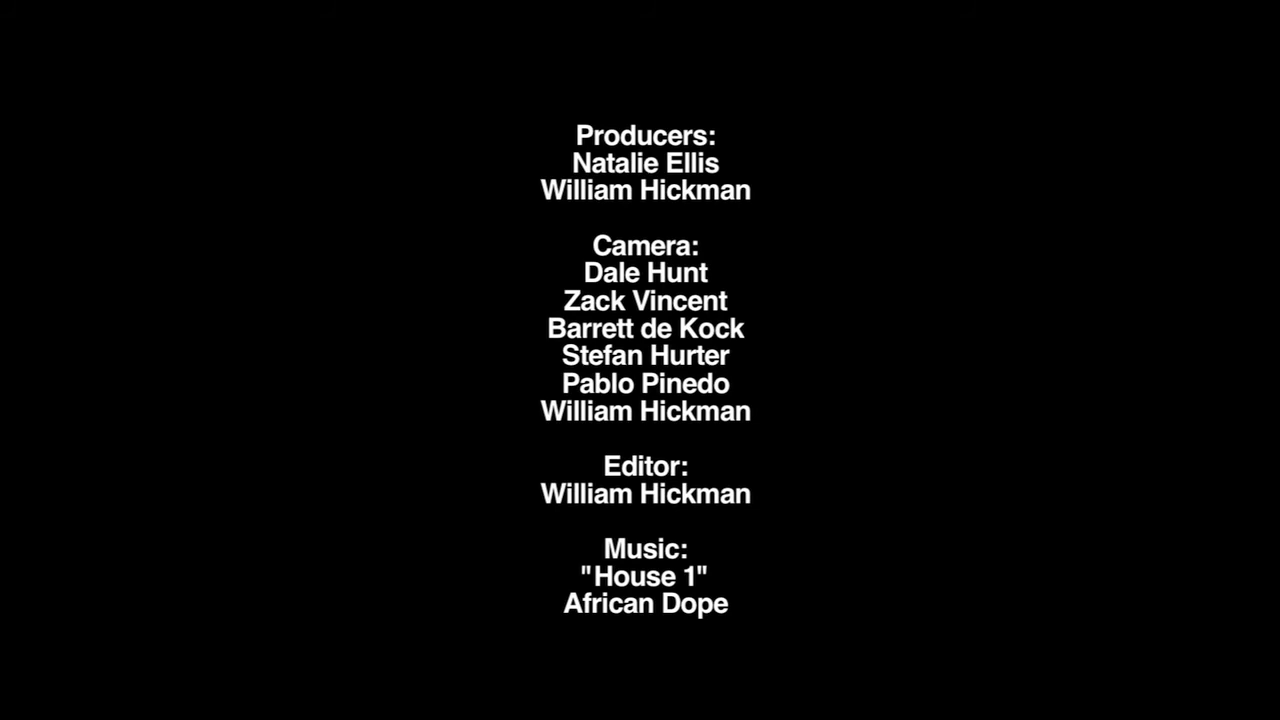 Producers:
Natalie Ellis
William Hickman
Camera:
Dale Hunt
Zack Vincent
Barrett de Kock
Stefan Hurter
Pablo Pinedo
William Hickman
Editor:
William Hickman
Music:
"House 1"
African Dope